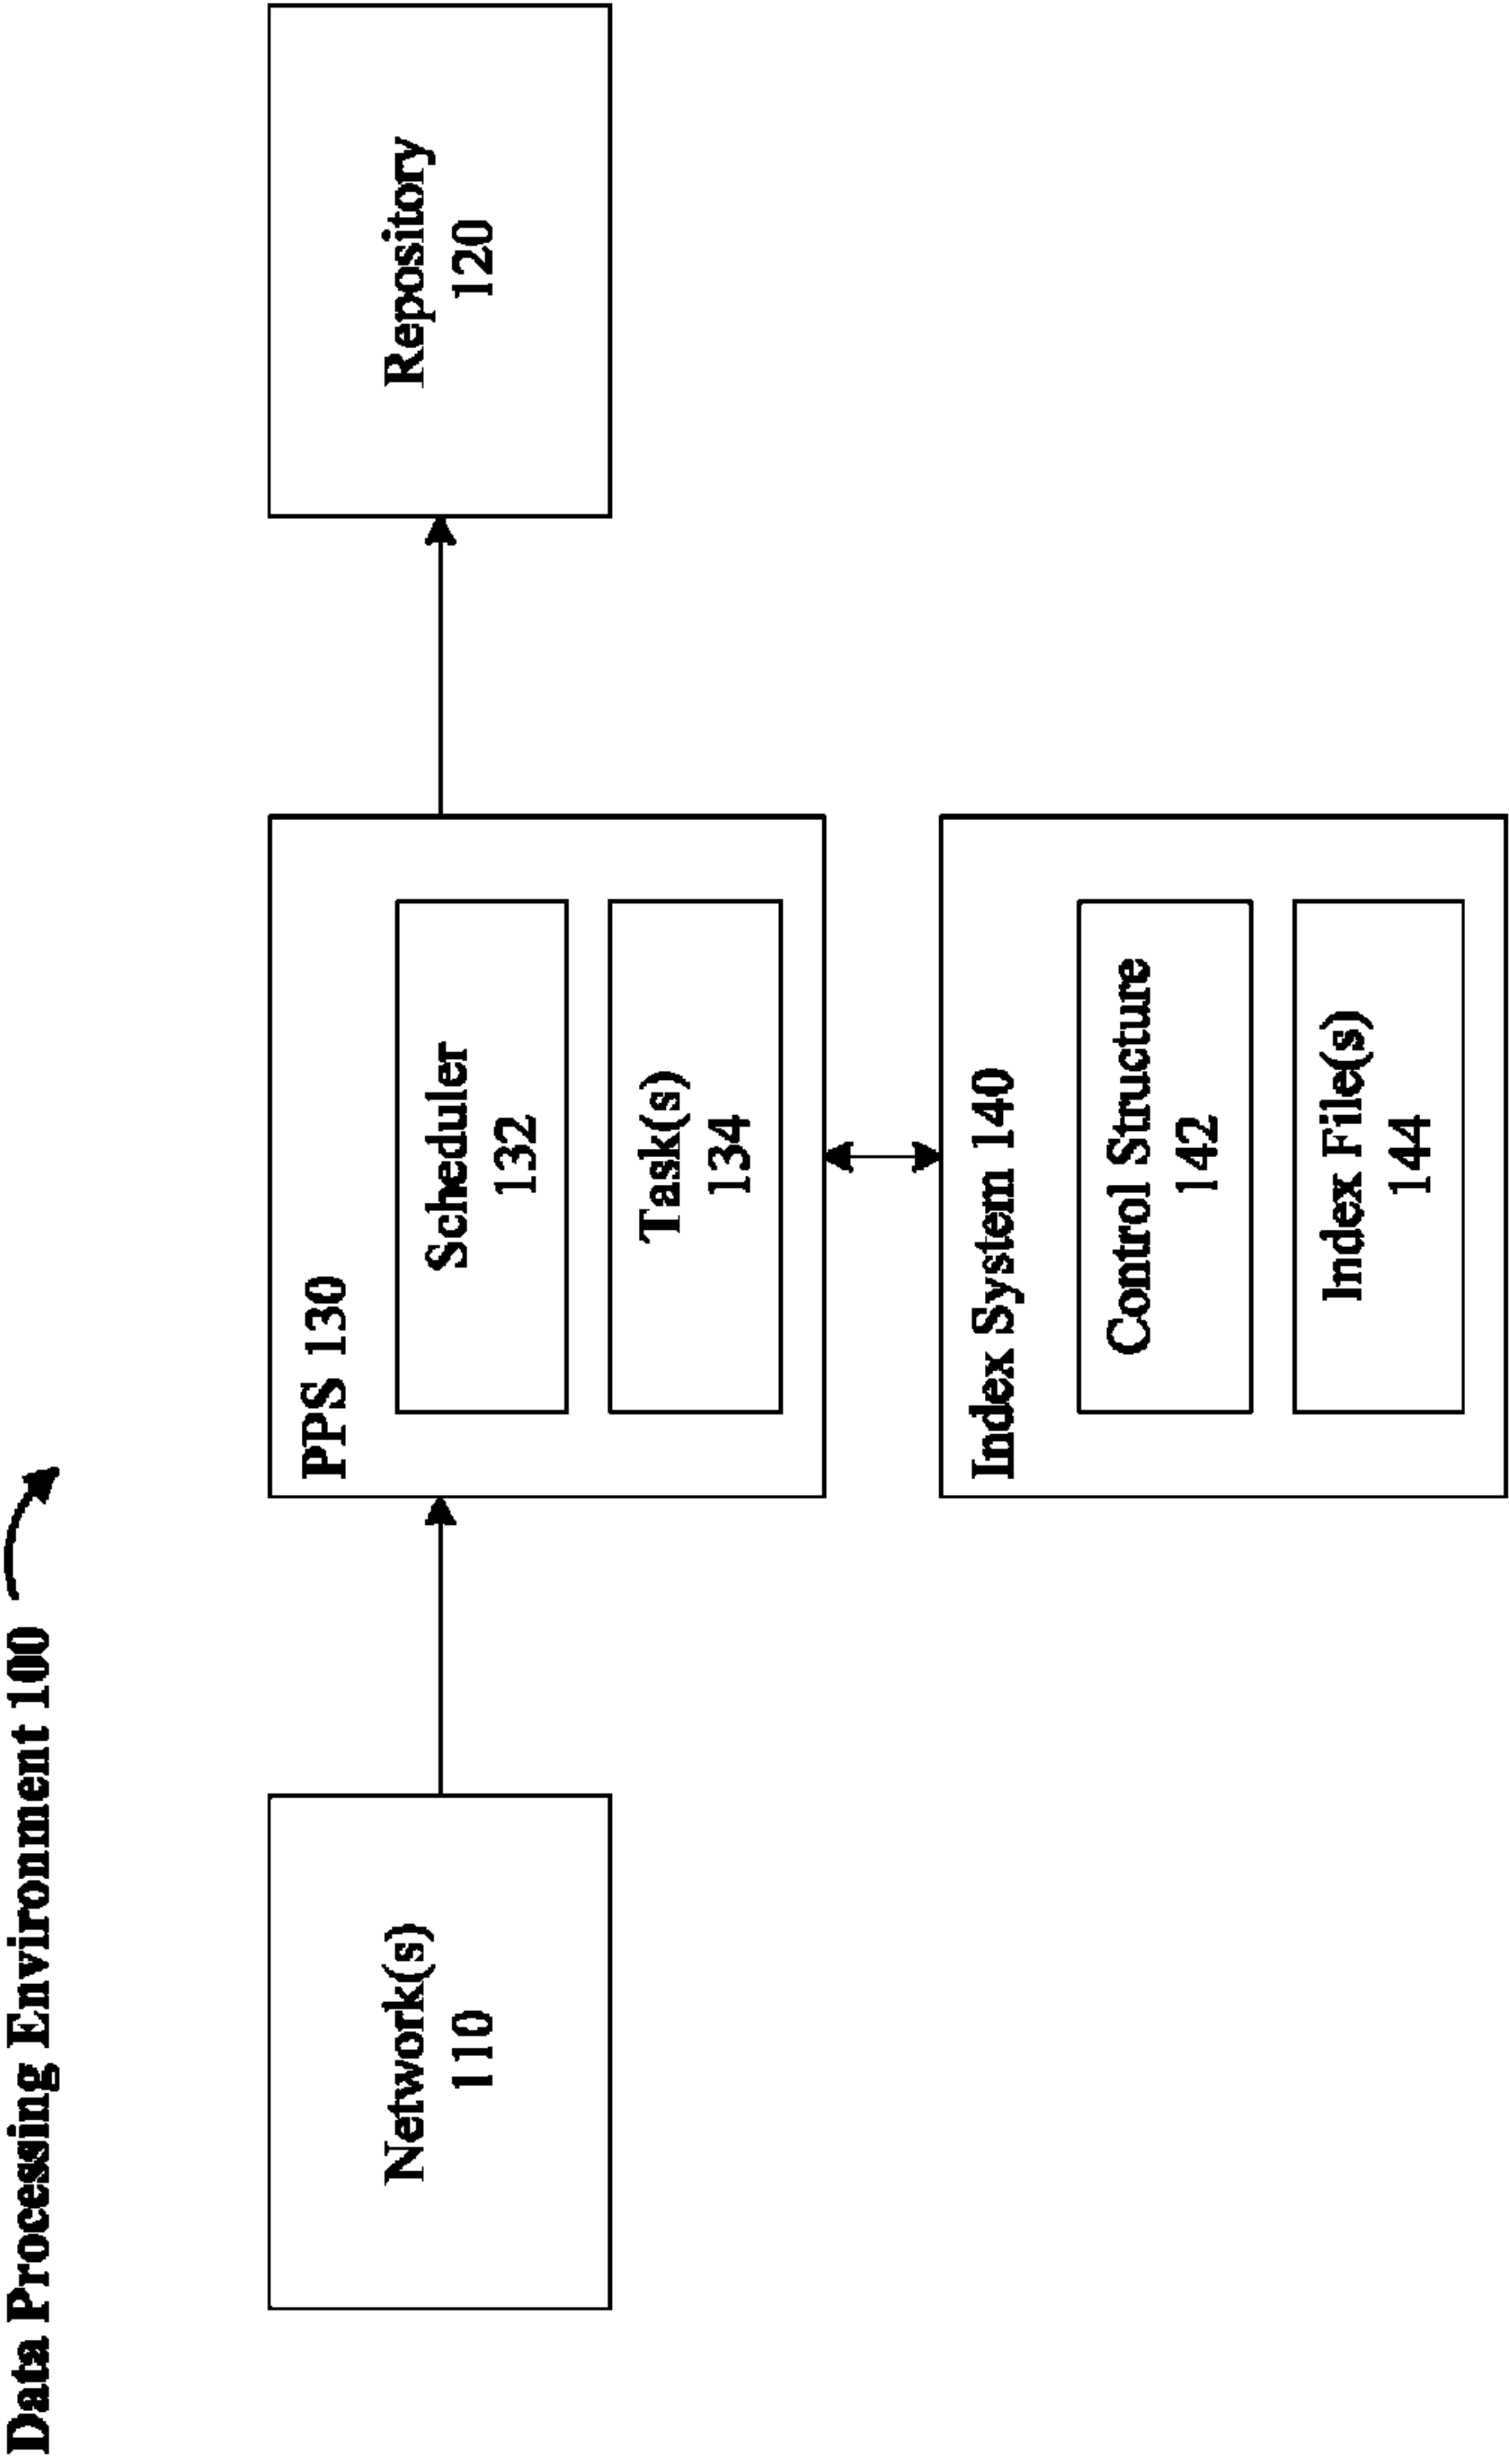 Data Processing Environment 100
Network(s)
110
PPS 130
Scheduler
132
Task(s)
134
Repository
120
Index System 140
Control Structure
142
Index File(s)
144